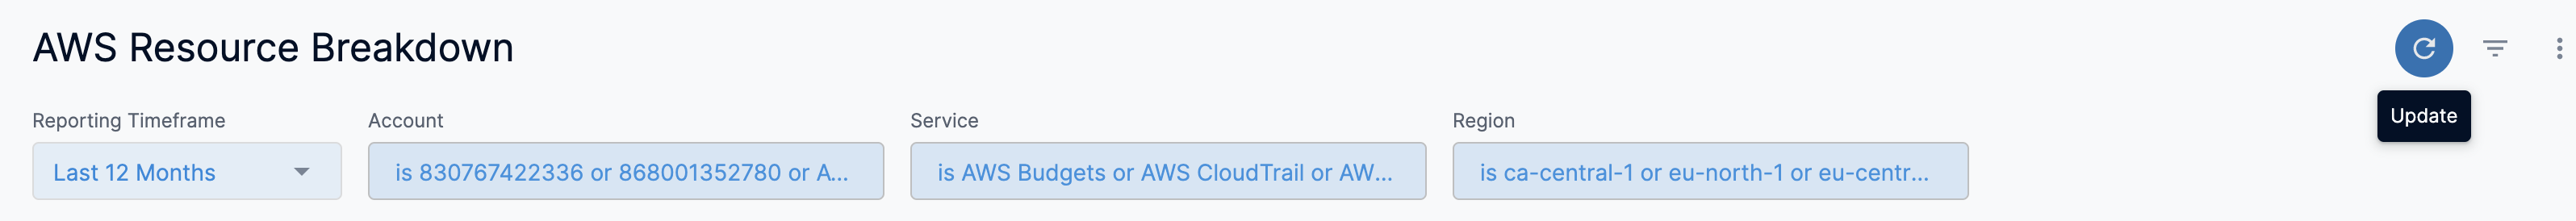 AWS Resource Breakdown
Update
Reporting Timeframe
Last 12 Months
Account
is 830767422336 or 868001352780 or A...
Service
is AWS Budgets or AWS CloudTrail or AW...
Region
is ca-central-1 or eu-north-1 or eu-centr...